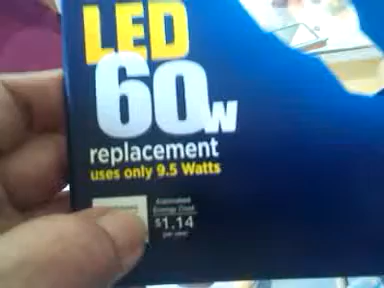 LED
60w
replacement
uses only 9.5 Watts
Estimated
Energy Cost
$1.14
per year